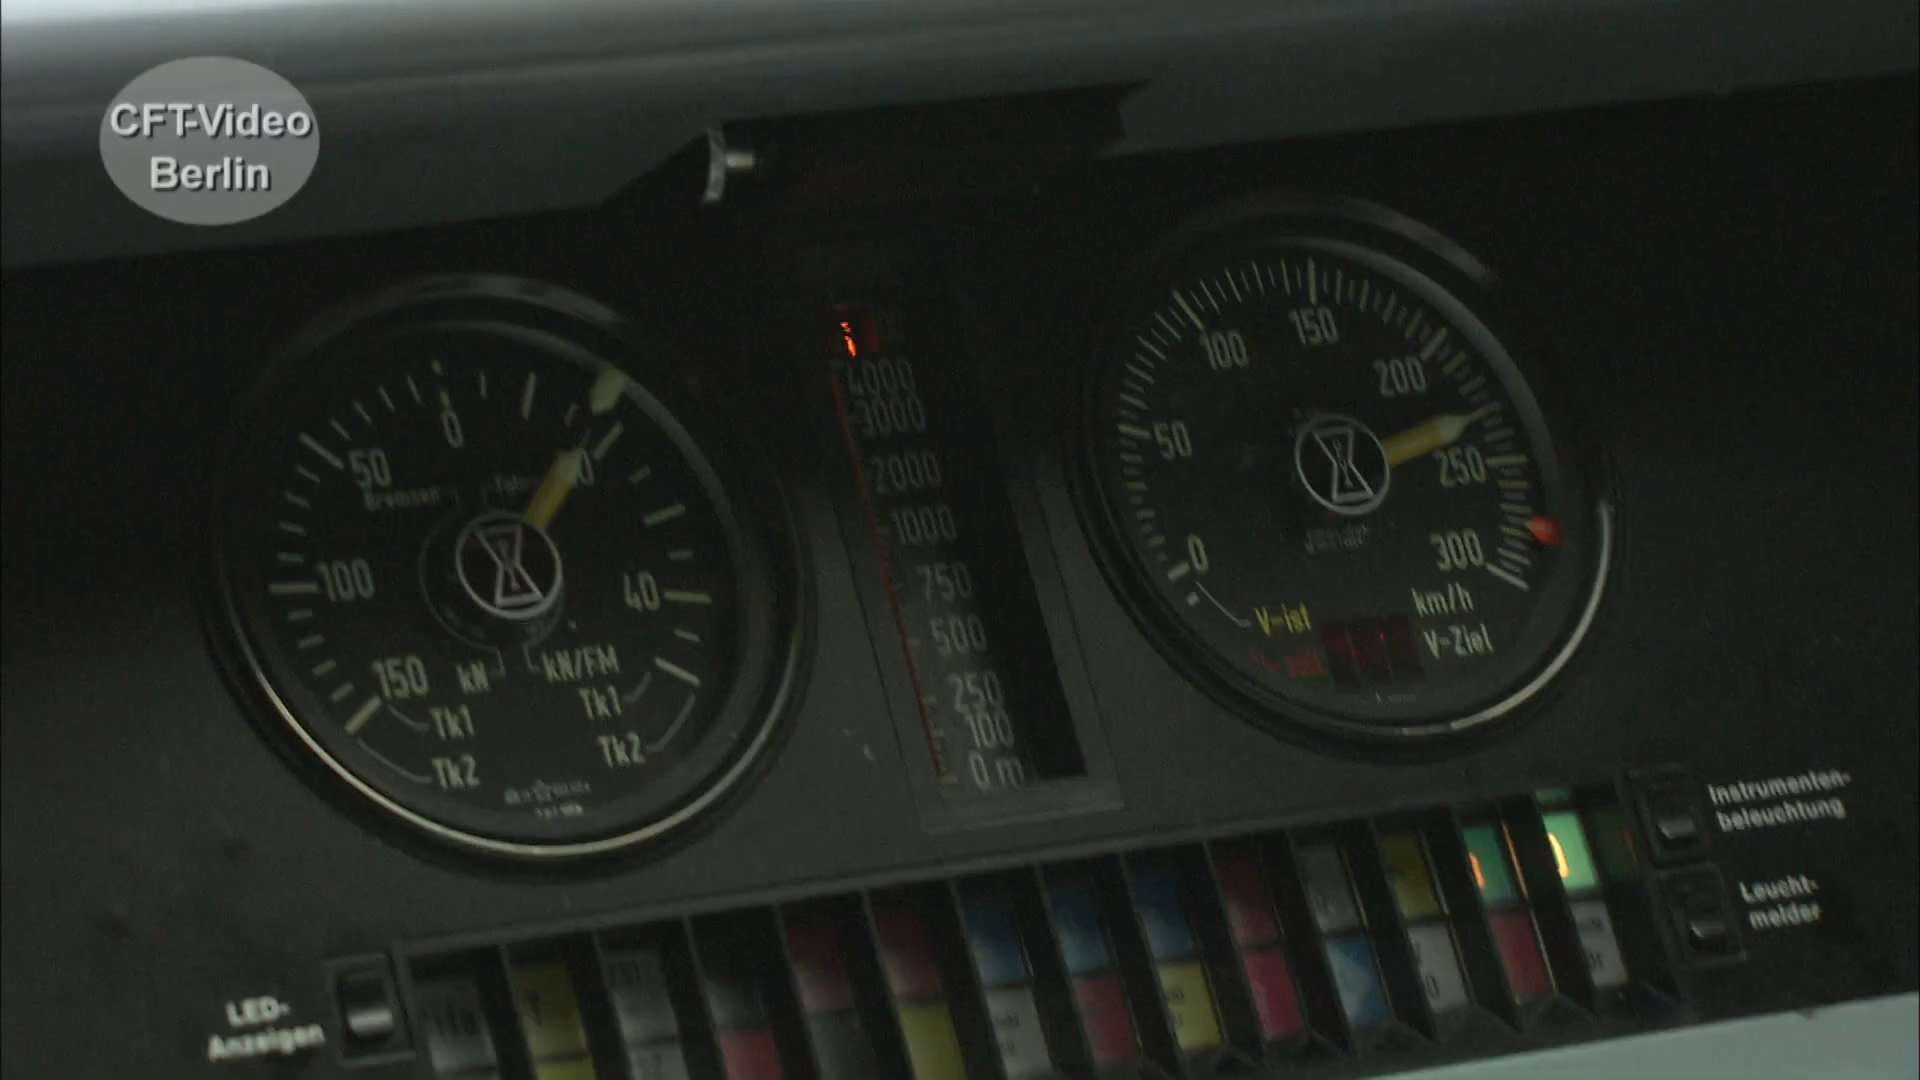 CFT-Video
Berlin
0
50
100
150
kN
kN/FM
40
Tk1
Tk1
Tk2
Tk2
4000
3000
2000
1000
750
500
250
100
0 m
0
50
100
150
200
250
300
km/h
V-ist
V-soll
V-Ziel
Instrumenten-
beleuchtung
Leucht-
melder
LED-
Anzeigen